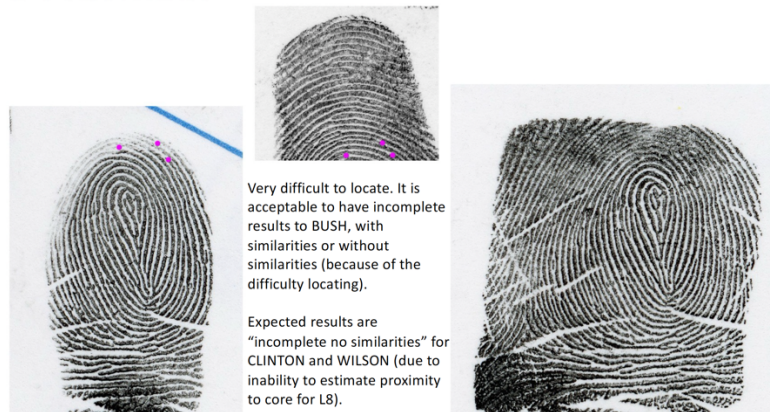 Very difficult to locate. It is
acceptable to have incomplete
results to BUSH, with
similarities or without
similarities (because of the
difficulty locating).
Expected results are
“incomplete no similarities” for
CLINTON and WILSON (due to
inability to estimate proximity
to core for L8).